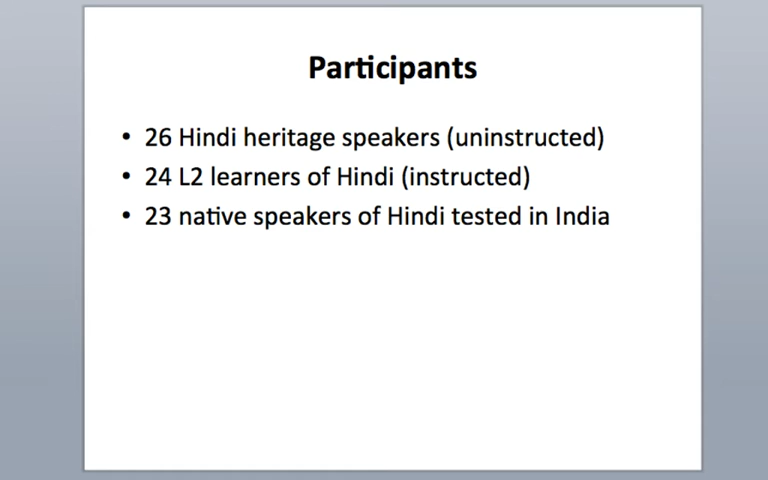 Participants
• 26 Hindi heritage speakers (uninstructed)
• 24 L2 learners of Hindi (instructed)
• 23 native speakers of Hindi tested in India